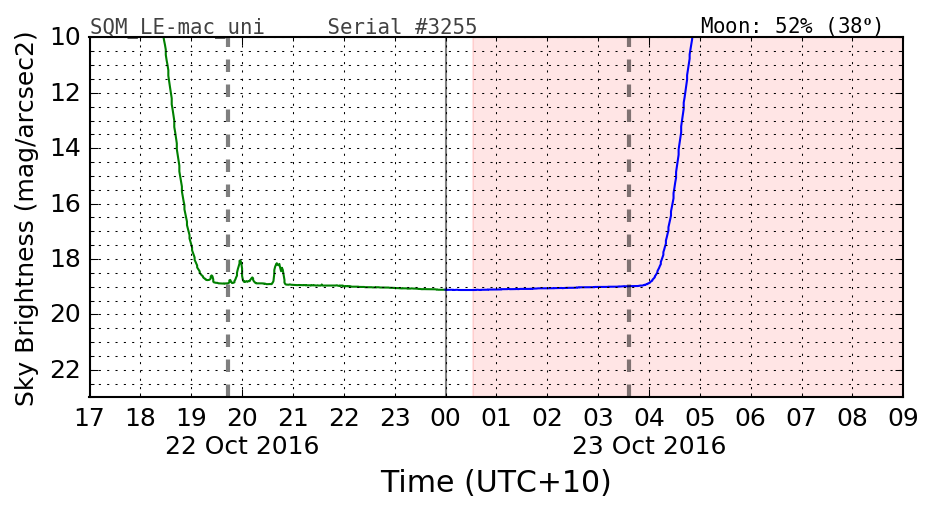 SQM_LE-mac_uni Serial #3255 Moon: 52% (38°)
Sky Brightness (mag/arcsec2)
10
12
14
16
18
20
22
17 18 19 20 21 22 23 00 01 02 03 04 05 06 07 08 09
22 Oct 2016 23 Oct 2016
Time (UTC+10)